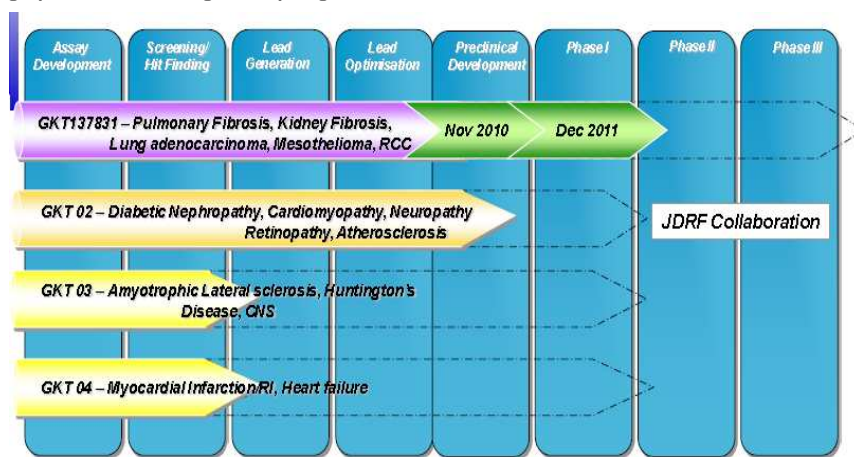 Assay
Development
Screening/
Hit Finding
Lead
Generation
Lead
Optimisation
Preclinical
Development
Phase I
Phase II
Phase III
GKT137831 – Pulmonary Fibrosis, Kidney Fibrosis,
Lung adenocarcinoma, Mesothelioma, RCC
Nov 2010
Dec 2011
GKT 02 – Diabetic Nephropathy, Cardiomyopathy, Neuropathy
Retinopathy, Atherosclerosis
JDRF Collaboration
GKT 03 – Amyotrophic Lateral sclerosis, Huntington's
Disease, CNS
GKT 04 – Myocardial Infarction/RI, Heart failure